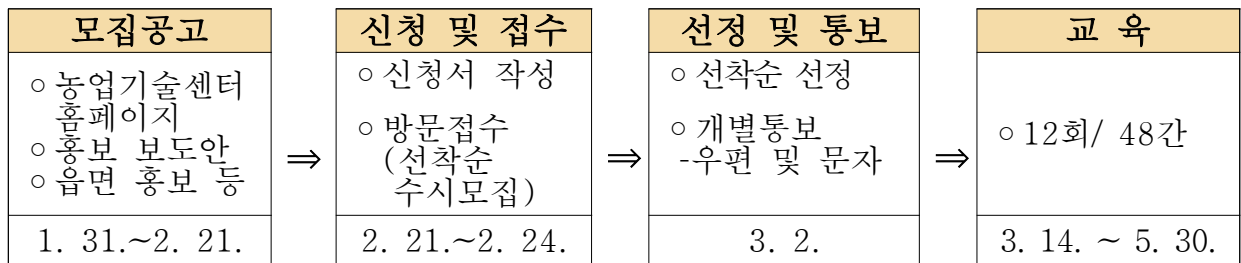 모집공고
○ 농업기술센터
홈페이지
○ 홍보 보도안
○ 읍면 홍보 등
1. 31.~2. 21.
⇒
신청 및 접수
○ 신청서 작성
○ 방문접수
(선착순
수시모집)
2. 21.~2. 24.
⇒
선정 및 통보
○ 선착순 선정
○ 개별통보
-우편 및 문자
3. 2.
⇒
교 육
○ 12회/ 48간
3. 14. ~ 5. 30.